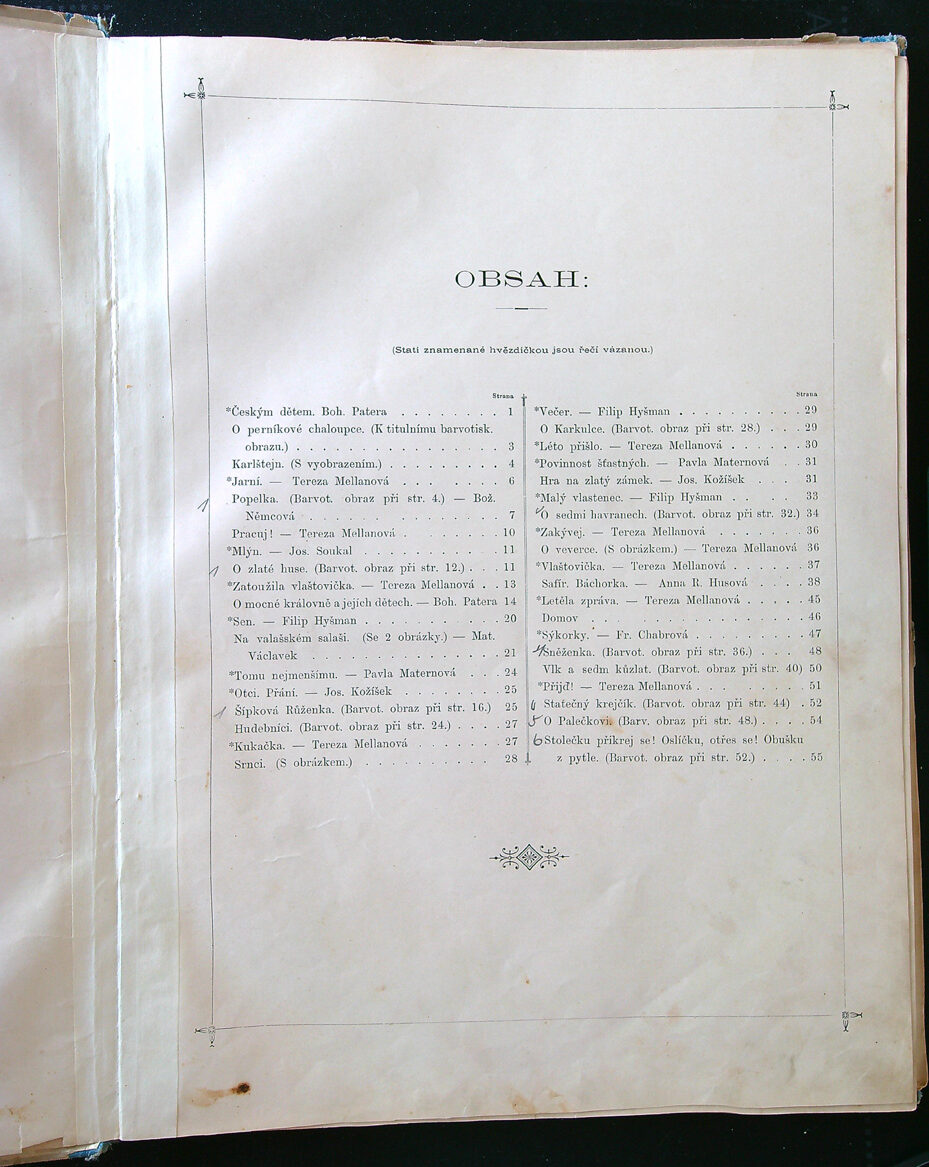 OBSAH:
(Stati znamenané hvězdičkou jsou řečí vázanou.)
Strana
*Českým dětem. Boh. Patera . . . . . . . . 1
O perníkové chaloupce. (K titulnímu barvotisk.
obrazu.) . . . . . . . . . . . . . . . . 3
Karlštejn. (S vyobrazením.) . . . . . . . . . 4
*Jarní. — Tereza Mellanová . . . . . . . 6
1 Popelka. (Barvot. obraz při str. 4.) — Bož.
Němcová . . . . . . . . . . . . . . . 7
Pracuj! — Tereza Mellanová . . . . . . . 10
*Mlýn. — Jos. Soukal . . . . . . . . . . . 11
1 O zlaté huse. (Barvot. obraz při str. 12.) . . . 11
*Zatoužila vlaštovička. — Tereza Mellanová . . 13
O mocné královně a jejích dětech. — Boh. Patera 14
*Sen. — Filip Hyšman . . . . . . . . . . . 20
Na valašském salaši. (Se 2 obrázky.) — Mat.
Václavek . . . . . . . . . . . . . . . 21
*Tomu nejmenšímu. — Pavla Maternová . . . 24
*Otci. Přání. — Jos. Kožíšek . . . . . . . . 25
1 Šípková Růženka. (Barvot. obraz při str. 16.) 25
Hudebníci. (Barvot. obraz při str. 24.) . . . . 27
*Kukačka. — Tereza Mellanová . . . . . . . 27
Srnci. (S obrázkem.) . . . . . . . . . . . 28
Strana
*Večer. — Filip Hyšman . . . . . . . . . . 29
O Karkulce. (Barvot. obraz při str. 28.) . . . . 29
*Léto přišlo. — Tereza Mellanová . . . . . 30
*Povinnost šťastných. — Pavla Maternová . . 31
Hra na zlatý zámek. — Jos. Kožíšek . . . 31
*Malý vlastenec. — Filip Hyšman . . . . . 33
O sedmi havranech. (Barvot. obraz při str. 32.) 34
*Zakývej. — Tereza Mellanová . . . . . . . 36
O veverce. (S obrázkem.) — Tereza Mellanová 36
*Vlaštovička. — Tereza Mellanová . . . . . 37
Safír. Báchorka. — Anna R. Husová . . . . 38
*Letěla zpráva. — Tereza Mellanová . . . . . 45
Domov . . . . . . . . . . . . . . . . . 46
*Sýkorky. — Fr. Chabrová . . . . . . . . . 47
Sněženka. (Barvot. obraz při str. 36.) . . . 48
Vlk a sedm kůzlat. (Barvot. obraz při str. 40) 50
*Přijď! — Tereza Mellanová . . . . . . . . 51
Statečný krejčík. (Barvot. obraz při str. 44) . 52
5 O Palečkovi. (Barv. obraz při str. 48.) . . . . 54
6 Stolečku přikrej se! Oslíčku, otřes se! Obušku
z pytle. (Barvot. obraz při str. 52.) . . . . 55